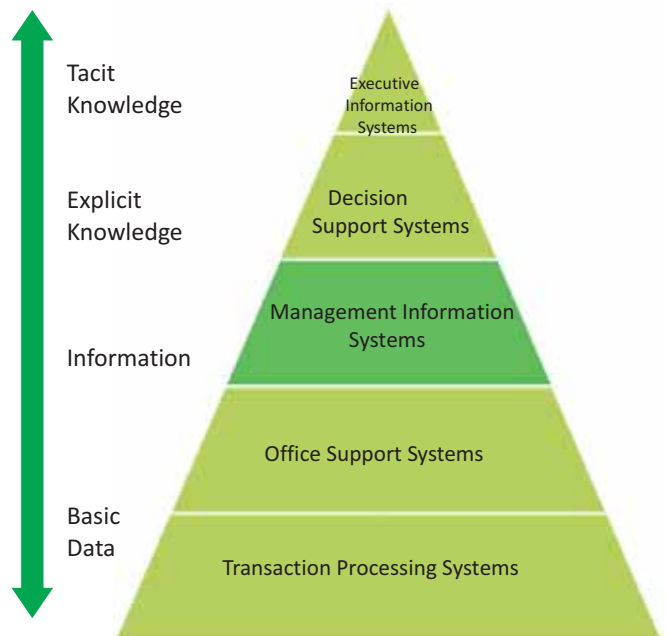 Tacit
Knowledge
Executive
Information
Systems
Explicit
Knowledge
Decision
Support Systems
Management Information
Systems
Information
Office Support Systems
Basic
Data
Transaction Processing Systems